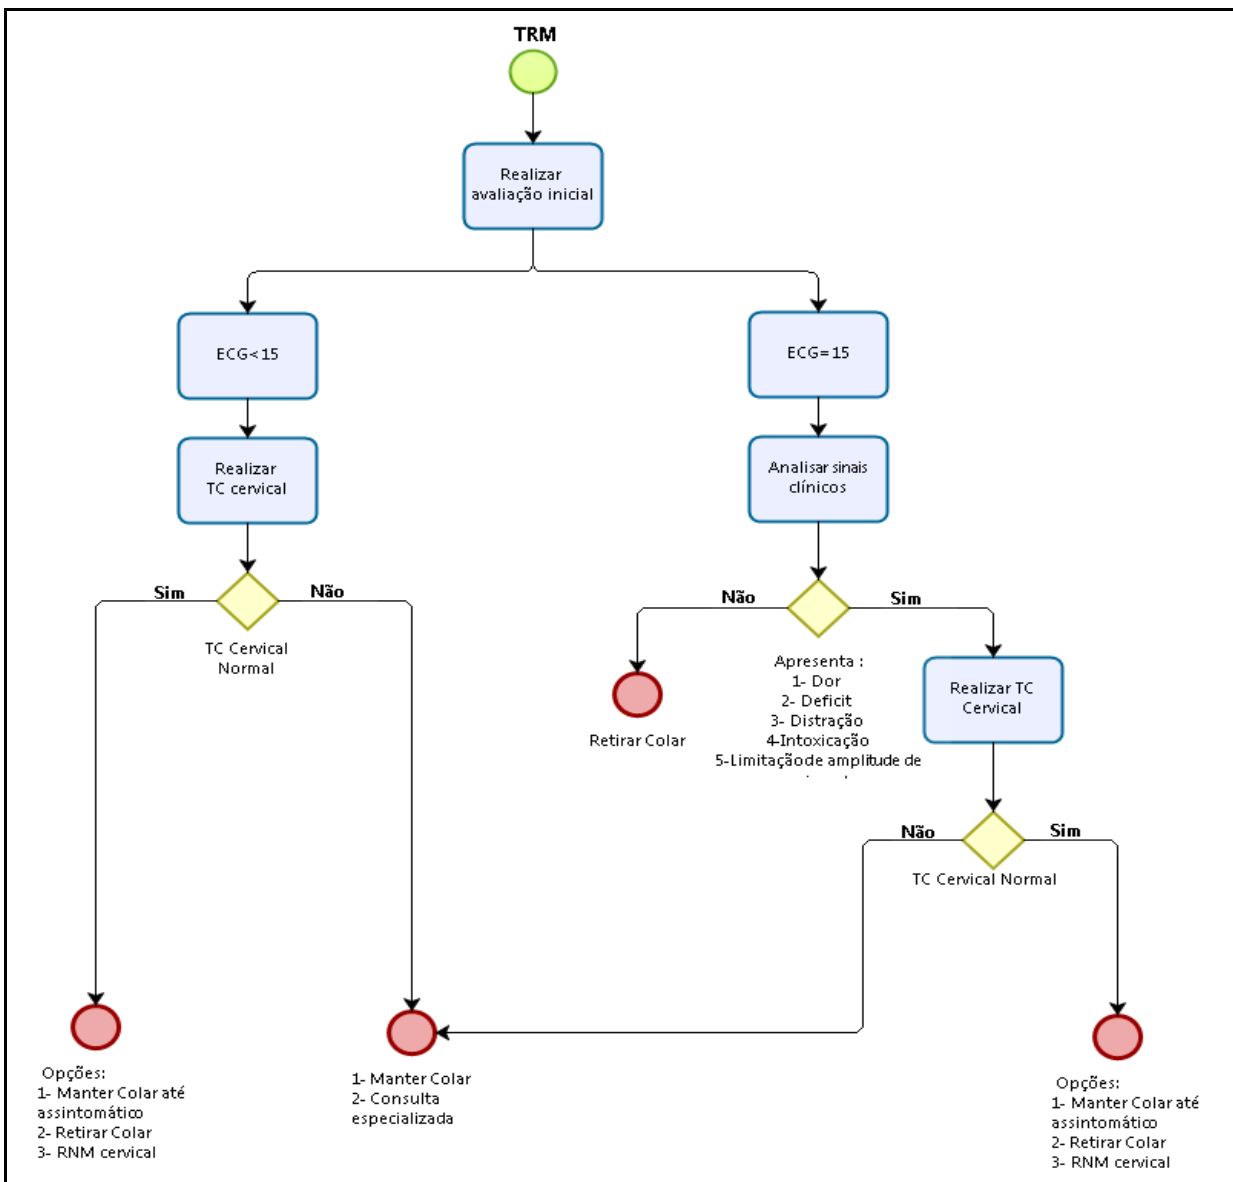 TRM
Realizar
avaliação inicial
ECG<15
ECG=15
Realizar
TC cervical
Analisar sinais
clínicos
Sim
Não
TC Cervical
Normal
Não
Sim
Apresenta :
1- Dor
2- Deficit
3- Distração
4-Intoxicação
5-Limitação de amplitude de
Retirar Colar
Realizar TC
Cervical
Não
Sim
TC Cervical Normal
Opções:
1- Manter Colar até
assintomático
2- Retirar Colar
3- RNM cervical
1- Manter Colar
2- Consulta
especializada
Opções:
1- Manter Colar até
assintomático
2- Retirar Colar
3- RNM cervical